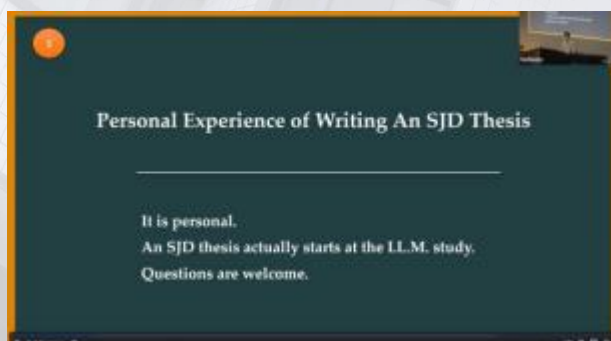 Personal Experience of Writing An SJD Thesis
It is personal.
An SJD thesis actually starts at the LL.M. study.
Questions are welcome.